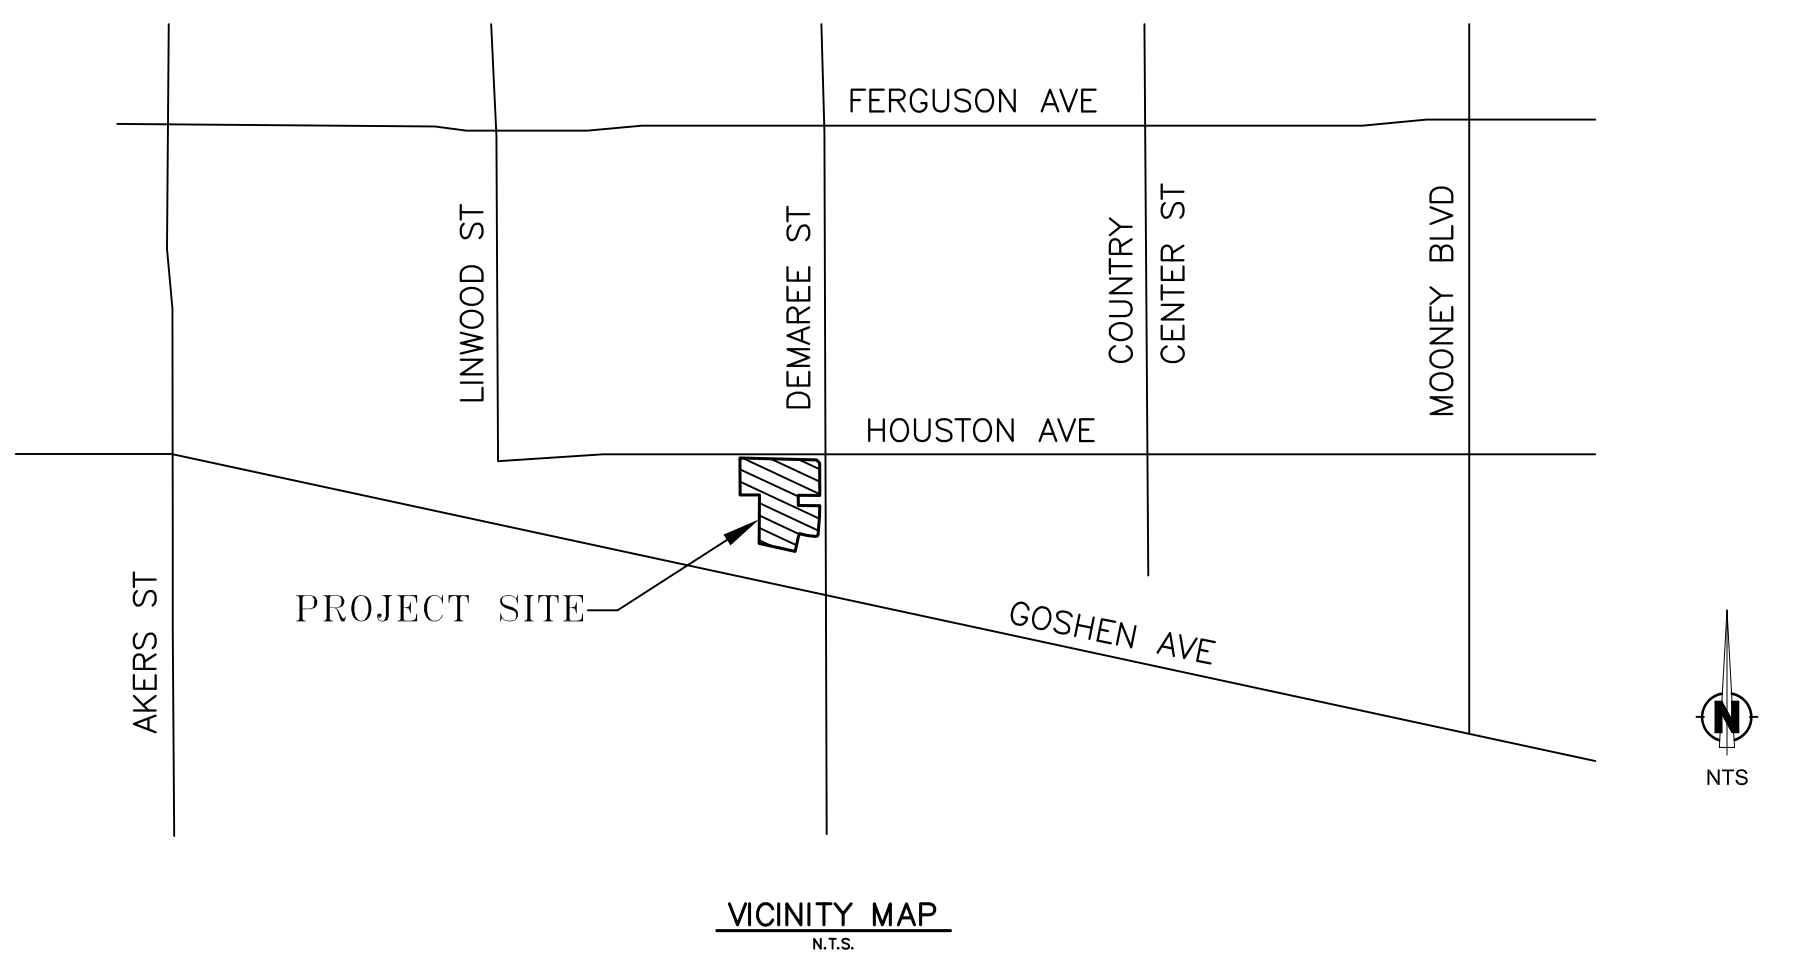 FERGUSON AVE
LINWOOD ST
DEMAREE ST
COUNTRY
CENTER ST
MOONEY BLVD
HOUSTON AVE
AKERS ST
PROJECT SITE
GOSHEN AVE
N
NTS
VICINITY MAP
N.T.S.